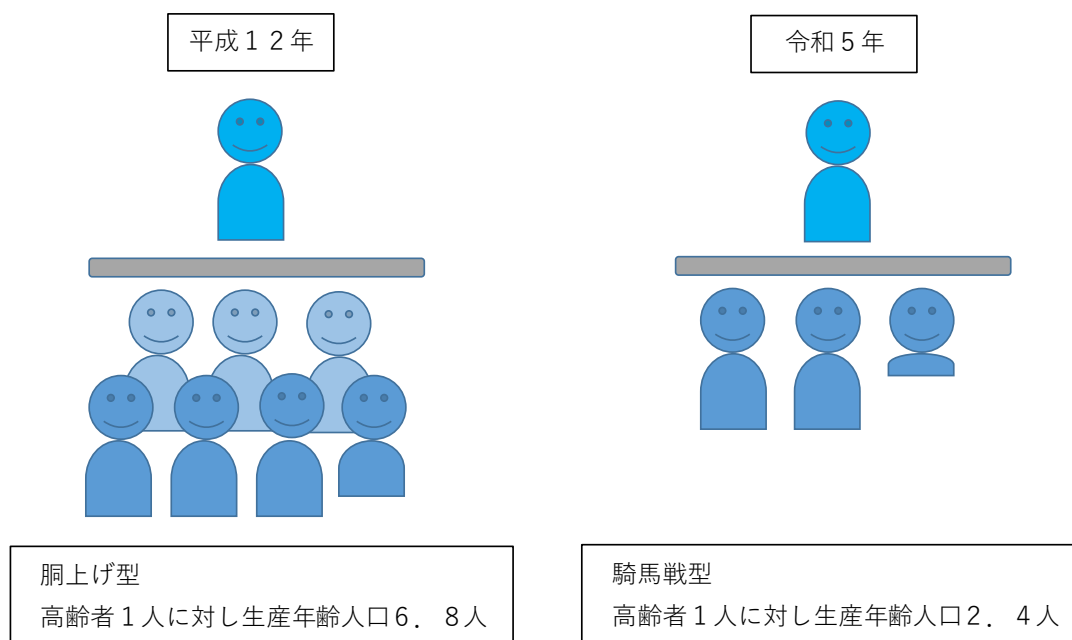 平成１２年
令和５年
胴上げ型
高齢者１人に対し生産年齢人口６．８人
騎馬戦型
高齢者１人に対し生産年齢人口２．４人